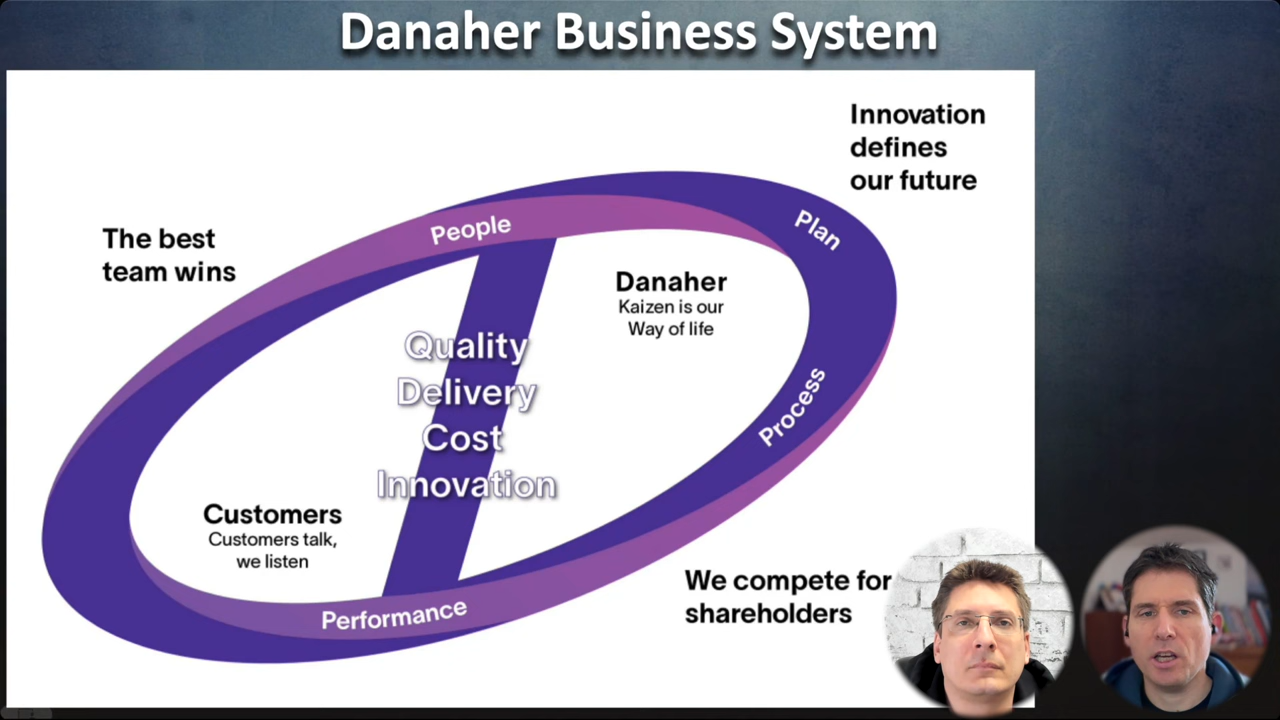 Danaher Business System
Innovation
defines
our future
The best
team wins
People
Plan
Danaher
Kaizen is our
Way of life
Quality
Delivery
Cost
Innovation
Process
Customers
Customers talk,
we listen
We compete for
shareholders
Performance